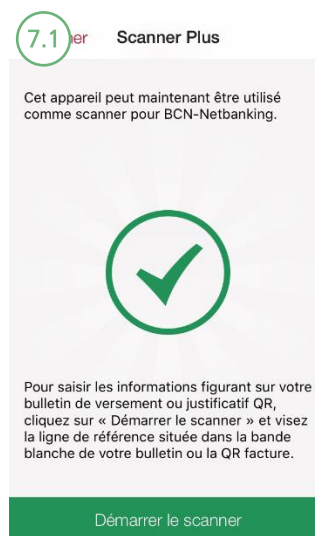 7.1 er Scanner Plus
Cet appareil peut maintenant être utilisé
comme scanner pour BCN-Netbanking.
Pour saisir les informations figurant sur votre
bulletin de versement ou justificatif QR,
cliquez sur « Démarrer le scanner » et visez
la ligne de référence située dans la bande
blanche de votre bulletin ou la QR facture.
Démarrer le scanner